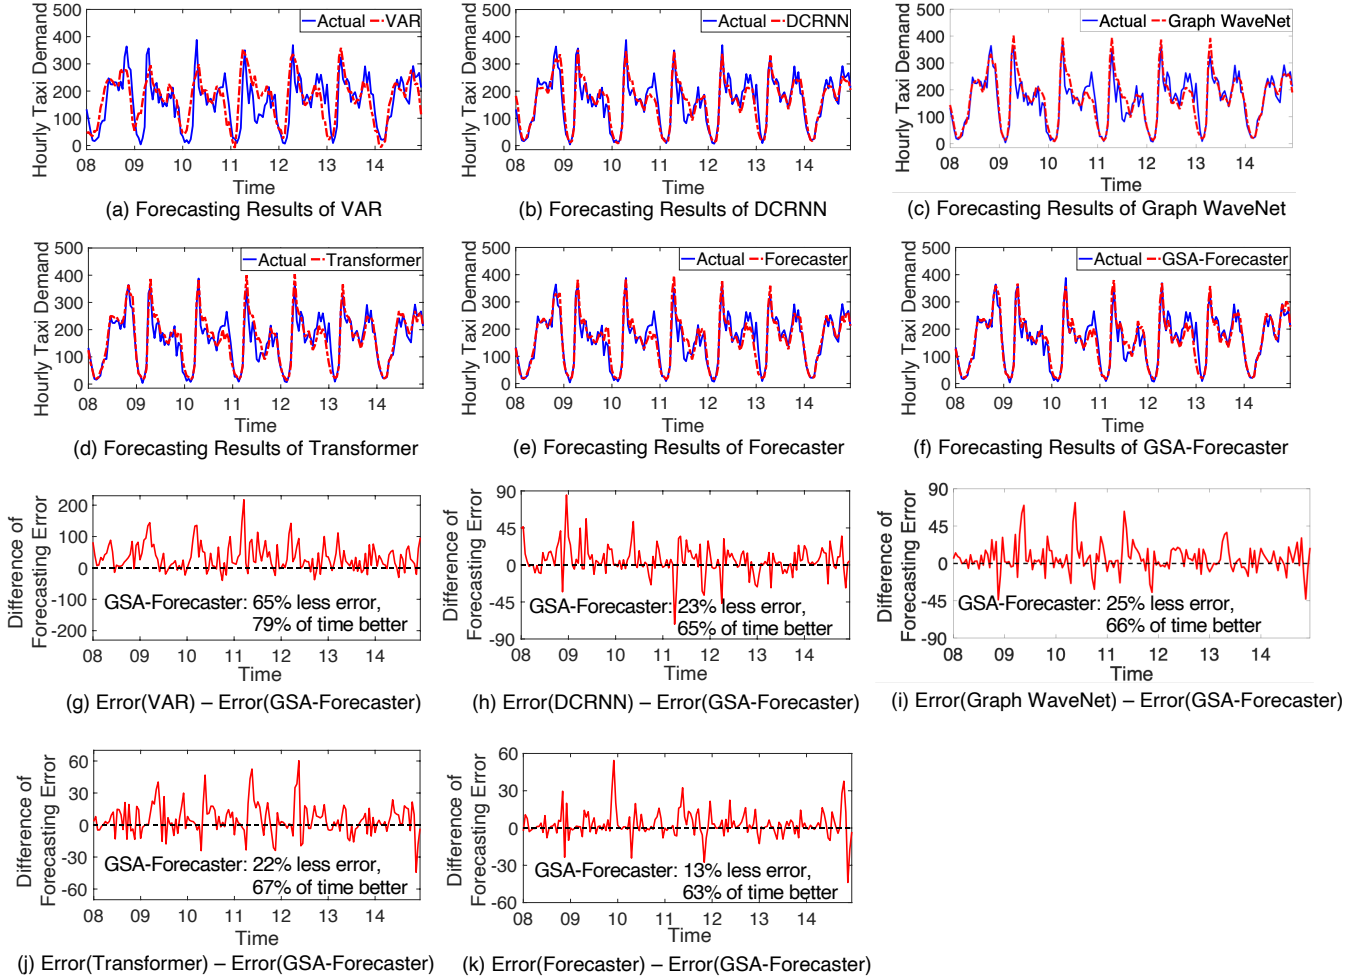 Hourly Taxi Demand
500
400
300
200
100
0
Actual
VAR
08
09
10
11
12
13
14
Time
(a) Forecasting Results of VAR
Hourly Taxi Demand
500
400
300
200
100
0
Actual
DCRNN
08
09
10
11
12
13
14
Time
(b) Forecasting Results of DCRNN
Hourly Taxi Demand
500
400
300
200
100
0
Actual
Graph WaveNet
08
09
10
11
12
13
14
Time
(c) Forecasting Results of Graph WaveNet
Hourly Taxi Demand
500
400
300
200
100
0
Actual
Transformer
08
09
10
11
12
13
14
Time
(d) Forecasting Results of Transformer
Hourly Taxi Demand
500
400
300
200
100
0
Actual
Forecaster
08
09
10
11
12
13
14
Time
(e) Forecasting Results of Forecaster
Hourly Taxi Demand
500
400
300
200
100
0
Actual
GSA-Forecaster
08
09
10
11
12
13
14
Time
(f) Forecasting Results of GSA-Forecaster
Difference of
Forecasting Error
200
100
0
-100
-200
GSA-Forecaster: 65% less error,
79% of time better
08
09
10
11
12
13
14
Time
(g) Error(VAR) – Error(GSA-Forecaster)
Difference of
Forecasting Error
90
45
0
-45
-90
GSA-Forecaster: 23% less error,
65% of time better
08
09
10
11
12
13
14
Time
(h) Error(DCRNN) – Error(GSA-Forecaster)
Difference of
Forecasting Error
90
45
0
-45
-90
GSA-Forecaster: 25% less error,
66% of time better
08
09
10
11
12
13
14
Time
(i) Error(Graph WaveNet) – Error(GSA-Forecaster)
Difference of
Forecasting Error
60
30
0
-30
-60
GSA-Forecaster: 22% less error,
67% of time better
08
09
10
11
12
13
14
Time
(j) Error(Transformer) – Error(GSA-Forecaster)
Difference of
Forecasting Error
60
30
0
-30
-60
GSA-Forecaster: 13% less error,
63% of time better
08
09
10
11
12
13
14
Time
(k) Error(Forecaster) – Error(GSA-Forecaster)